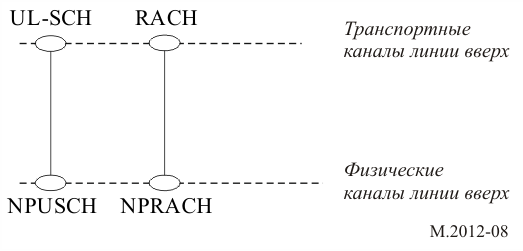 UL-SCH RACH
Транспортные
каналы линии вверх
Физические
каналы линии вверх
NPUSCH NPRACH
M.2012-08